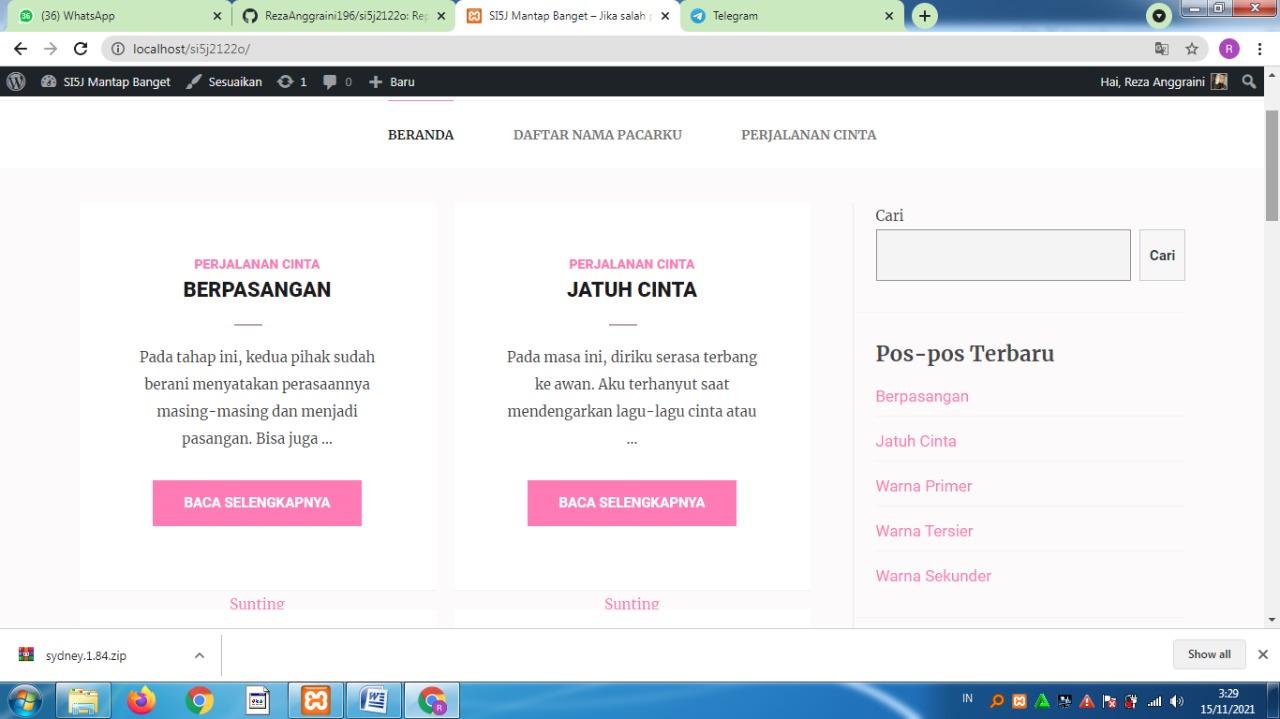 (36) WhatsApp
RezaAnggraini196/si5j2122o: Rep
SI5J Mantap Banget – Jika salah p
Telegram
localhost/si5j2122o/
R
SI5J Mantap Banget
Sesuaikan
1
0
Baru
Hai, Reza Anggraini
BERANDA
DAFTAR NAMA PACARKU
PERJALANAN CINTA
PERJALANAN CINTA
BERPASANGAN
Pada tahap ini, kedua pihak sudah
berani menyatakan perasaannya
masing-masing dan menjadi
pasangan. Bisa juga ...
BACA SELENGKAPNYA
Sunting
PERJALANAN CINTA
JATUH CINTA
Pada masa ini, diriku serasa terbang
ke awan. Aku terhanyut saat
mendengarkan lagu-lagu cinta atau
...
BACA SELENGKAPNYA
Sunting
Cari
Cari
Pos-pos Terbaru
Berpasangan
Jatuh Cinta
Warna Primer
Warna Tersier
Warna Sekunder
sydney.1.84.zip
Show all
IN
3:29
15/11/2021